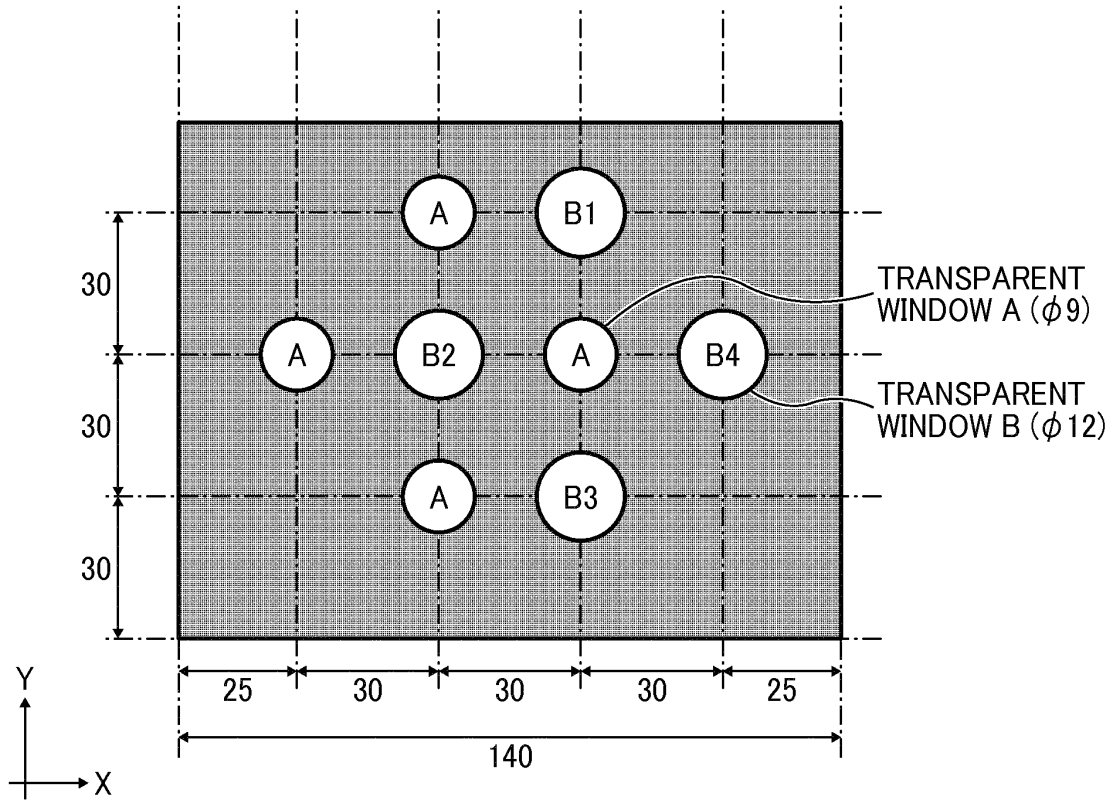 A B1
30
TRANSPARENT
WINDOW A (φ9)
A B2 A B4
TRANSPARENT
WINDOW B (φ12)
30
A B3
30
25 30 30 30 25
140
Y
X